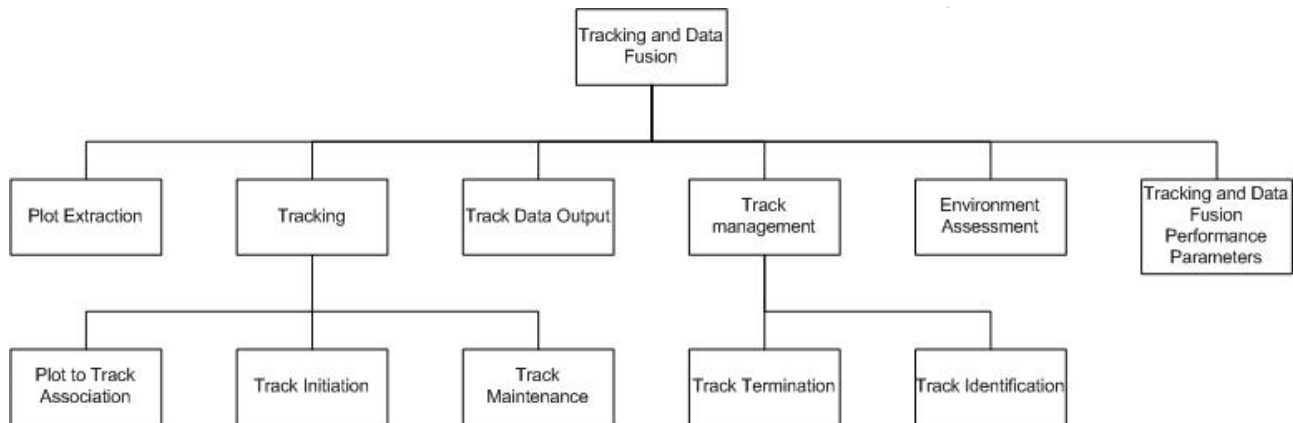 Tracking and Data
Fusion
Plot Extraction
Tracking
Track Data Output
Track
management
Environment
Assessment
Tracking and Data
Fusion
Performance
Parameters
Plot to Track
Association
Track Initiation
Track
Maintenance
Track Termination
Track Identification